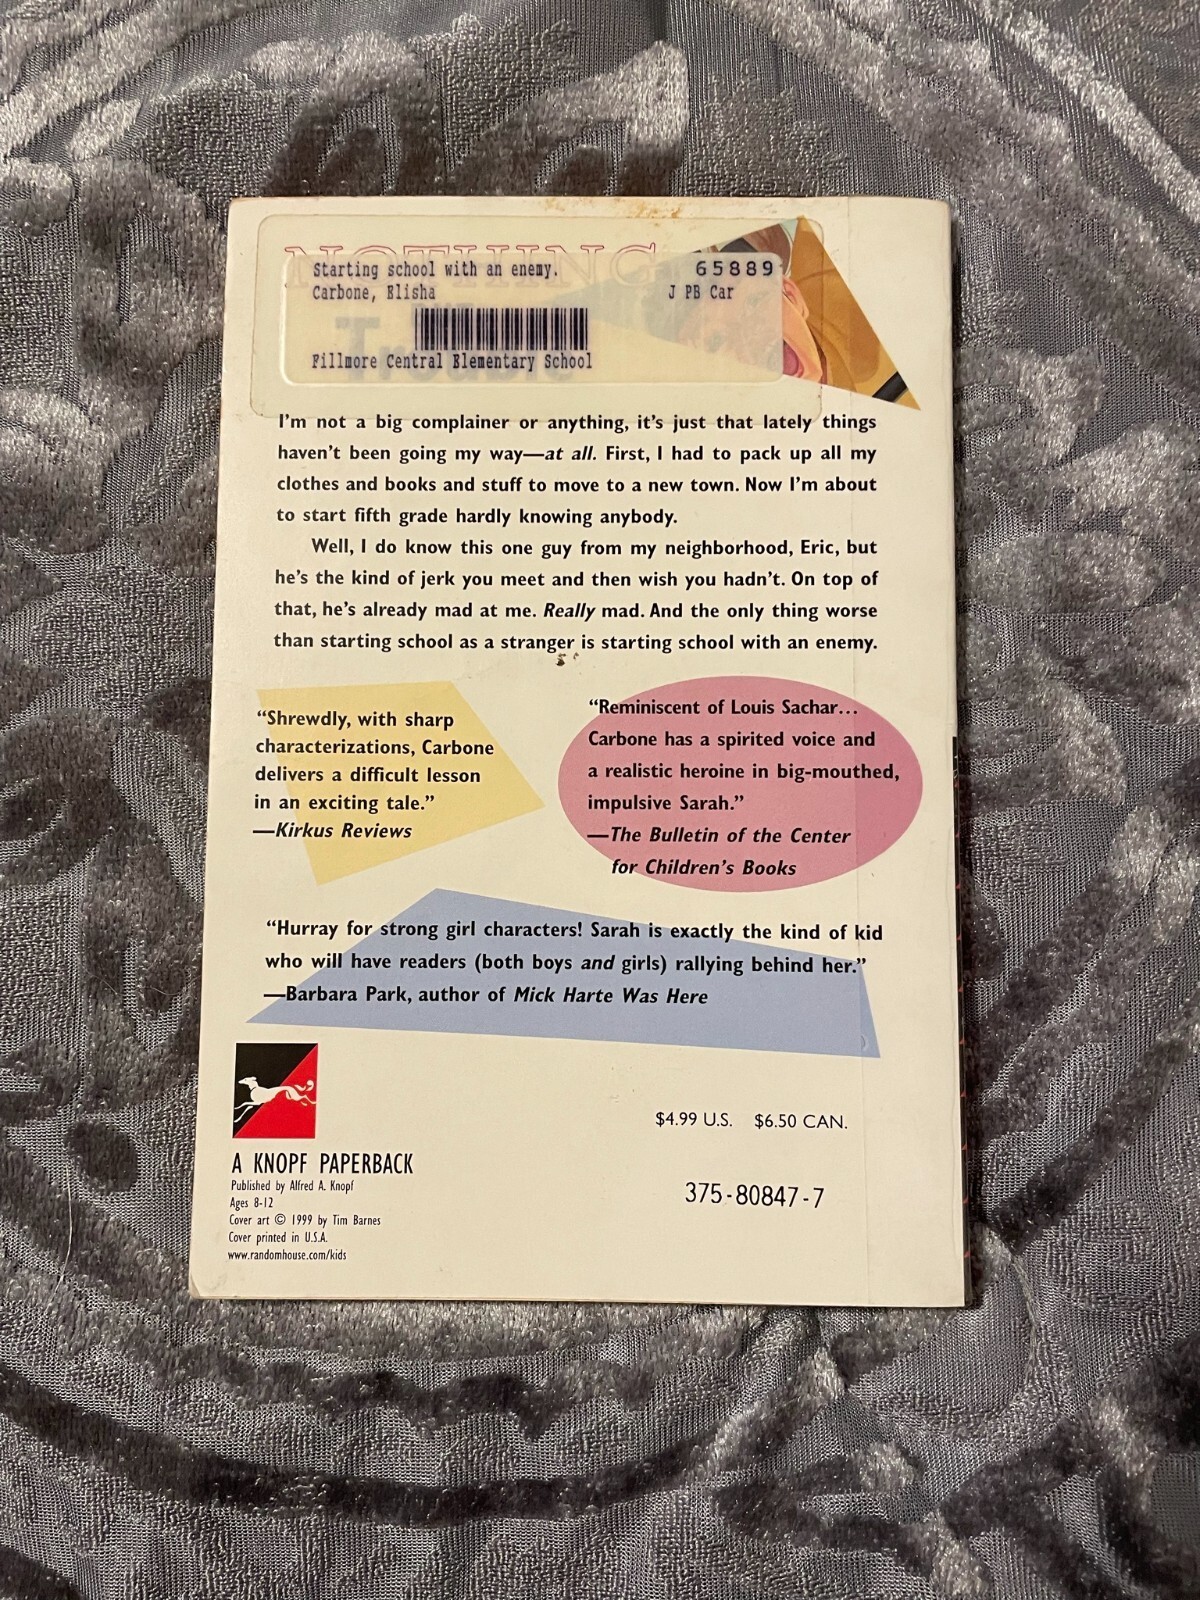 NOTHING
Starting school with an enemy.
65889
Carbone, Elisha
J PB Car
Fillmore Central Elementary School
I'm not a big complainer or anything, it's just that lately things
haven't been going my way—at all. First, I had to pack up all my
clothes and books and stuff to move to a new town. Now I'm about
to start fifth grade hardly knowing anybody.
Well, I do know this one guy from my neighborhood, Eric, but
he's the kind of jerk you meet and then wish you hadn't. On top of
that, he's already mad at me. Really mad. And the only thing worse
than starting school as a stranger is starting school with an enemy.
"Shrewdly, with sharp
characterizations, Carbone
delivers a difficult lesson
in an exciting tale."
—Kirkus Reviews
"Reminiscent of Louis Sachar...
Carbone has a spirited voice and
a realistic heroine in big-mouthed,
impulsive Sarah."
—The Bulletin of the Center
for Children's Books
"Hurray for strong girl characters! Sarah is exactly the kind of kid
who will have readers (both boys and girls) rallying behind her."
—Barbara Park, author of Mick Harte Was Here
$4.99 U.S. $6.50 CAN.
375-80847-7
A KNOPF PAPERBACK
Published by Alfred A. Knopf
Ages 8-12
Cover art © 1999 by Tim Barnes
Cover printed in U.S.A.
www.randomhouse.com/kids